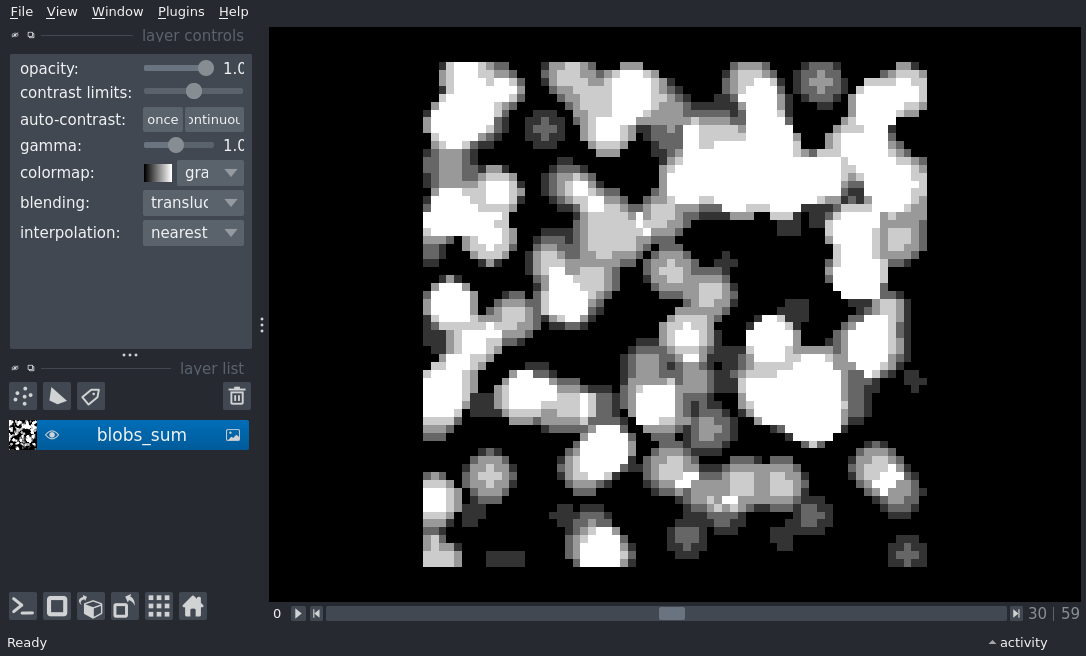 File View Window Plugins Help
layer controls
opacity: 1.0
contrast limits:
auto-contrast: once ontinuou
gamma: 1.0
colormap: gra
blending: transluc
interpolation: nearest
layer list
blobs_sum
0 30 | 59
Ready activity